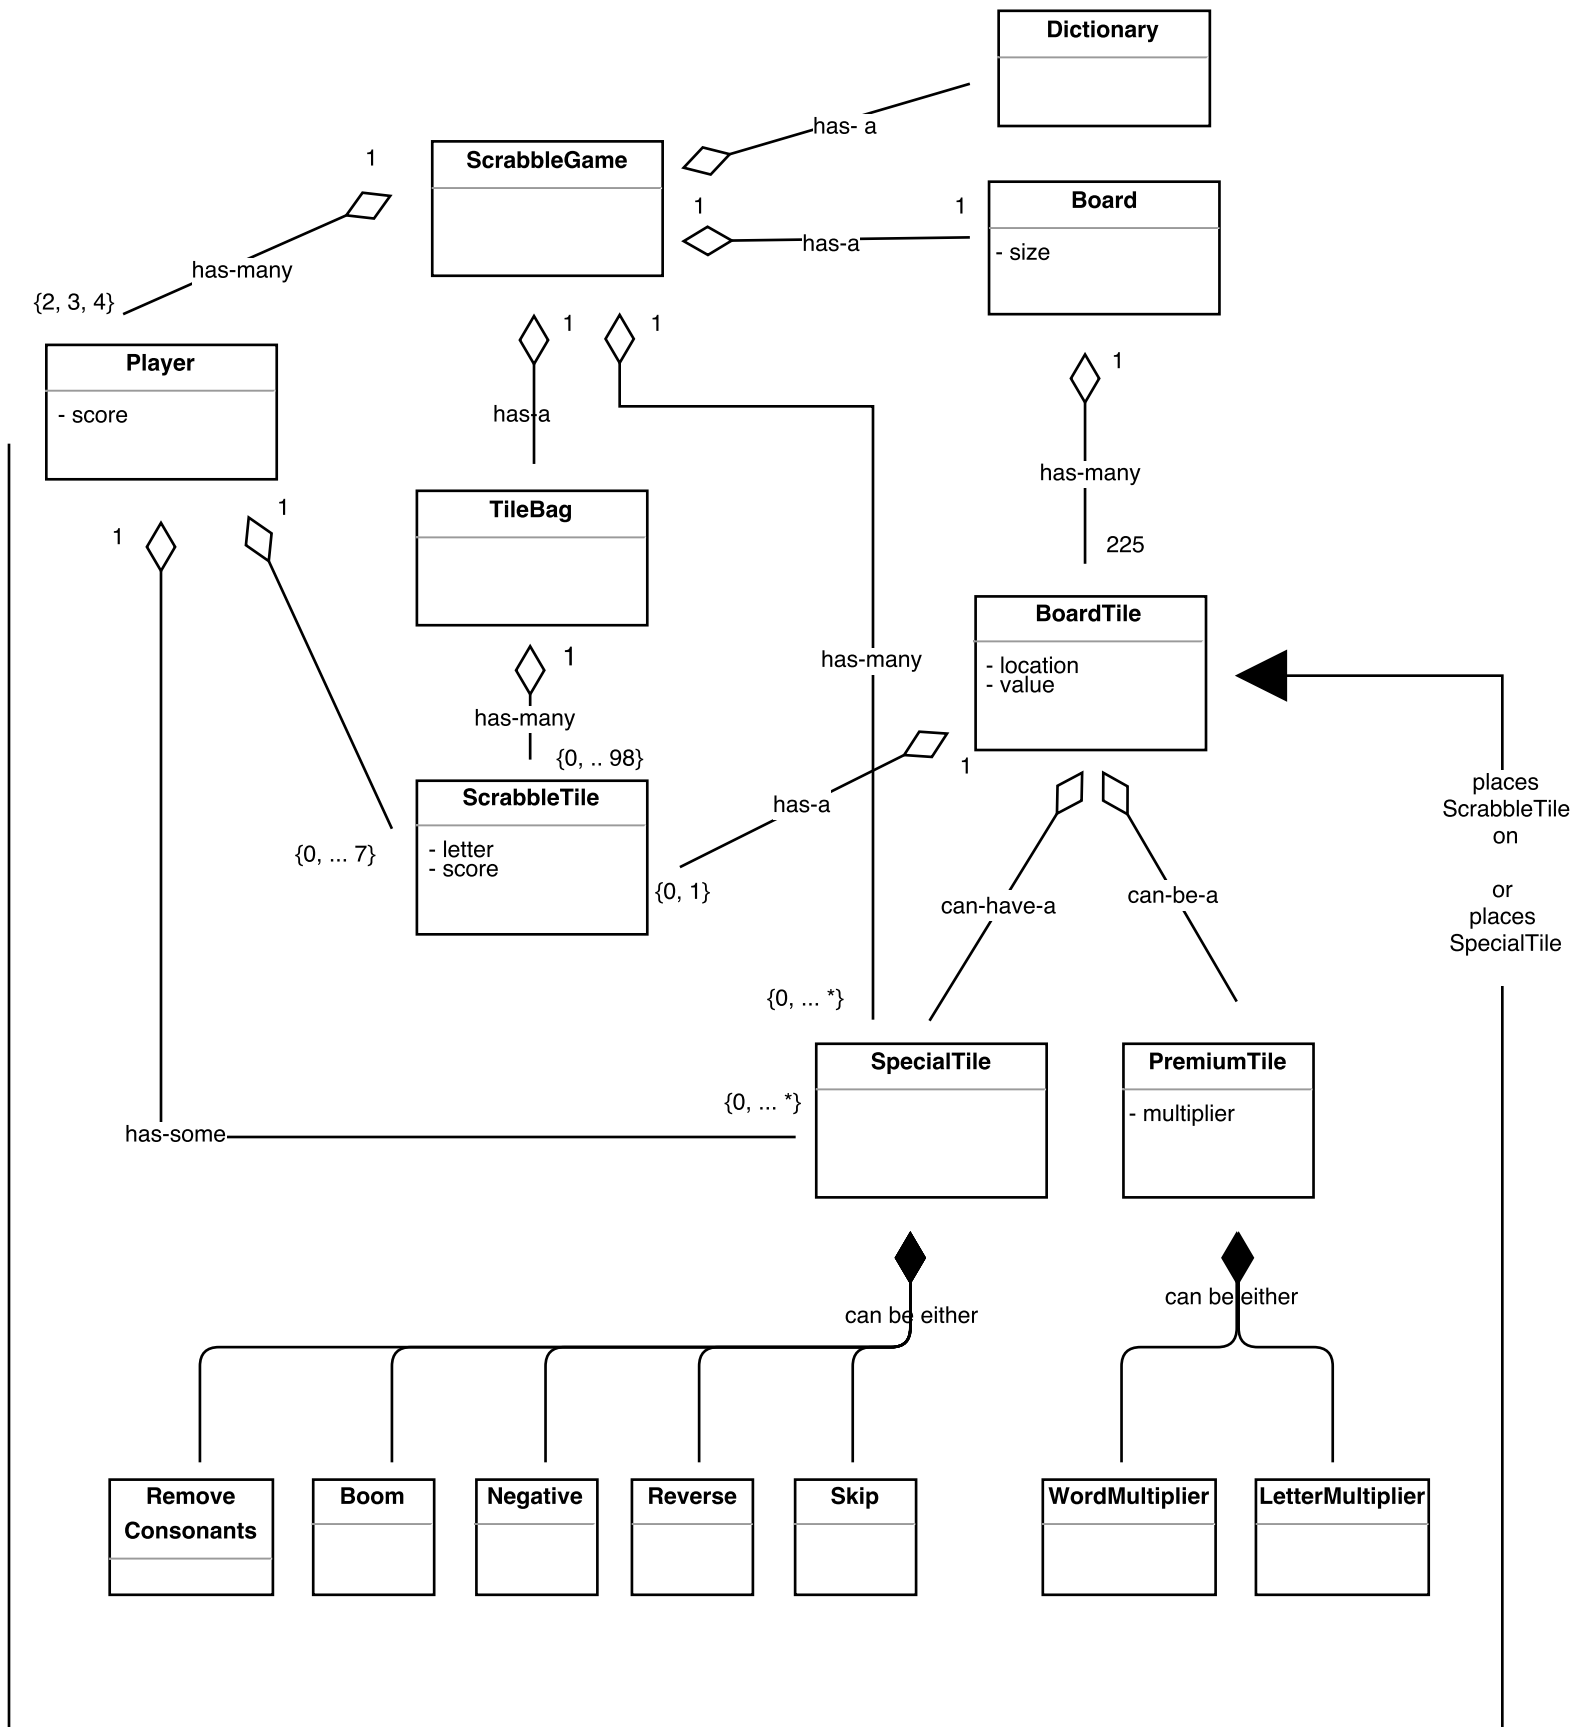 Dictionary
has- a
ScrabbleGame
1
has-many
{2, 3, 4}
1
1
has-a
Board
- size
Player
- score
1
has-a
1
1
has-many
225
1
1
TileBag
1
has-many
{0, .. 98}
has-many
BoardTile
- location
- value
1
has-a
{0, 1}
ScrabbleTile
- letter
- score
{0, ... 7}
can-have-a
can-be-a
places
ScrabbleTile
on
or
places
SpecialTile
{0, ... *}
{0, ... *}
has-some
SpecialTile
PremiumTile
- multiplier
can be either
can be either
Remove
Consonants
Boom
Negative
Reverse
Skip
WordMultiplier
LetterMultiplier